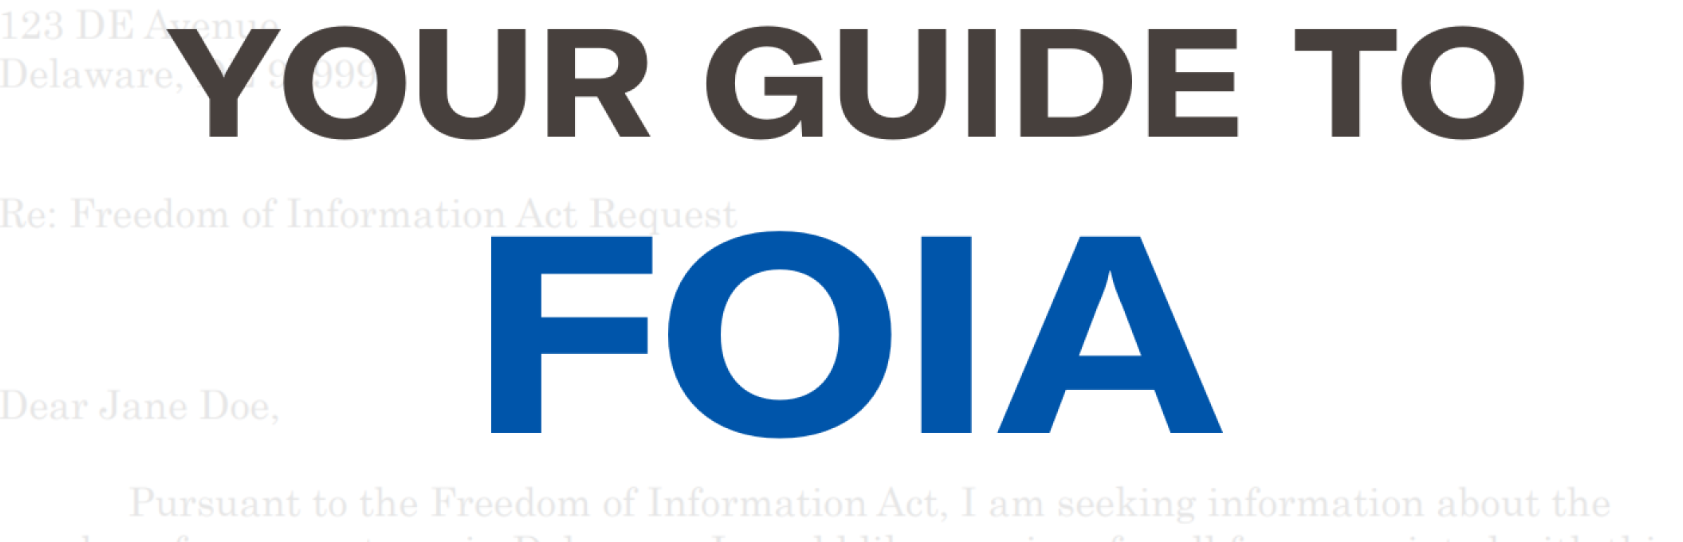 123 DE Avenue
YOUR GUIDE TO
Delaware, 999
Re: Freedom of Information Act Request
FOIA
Dear Jane Doe,
Pursuant to the Freedom of Information Act, I am seeking information about the